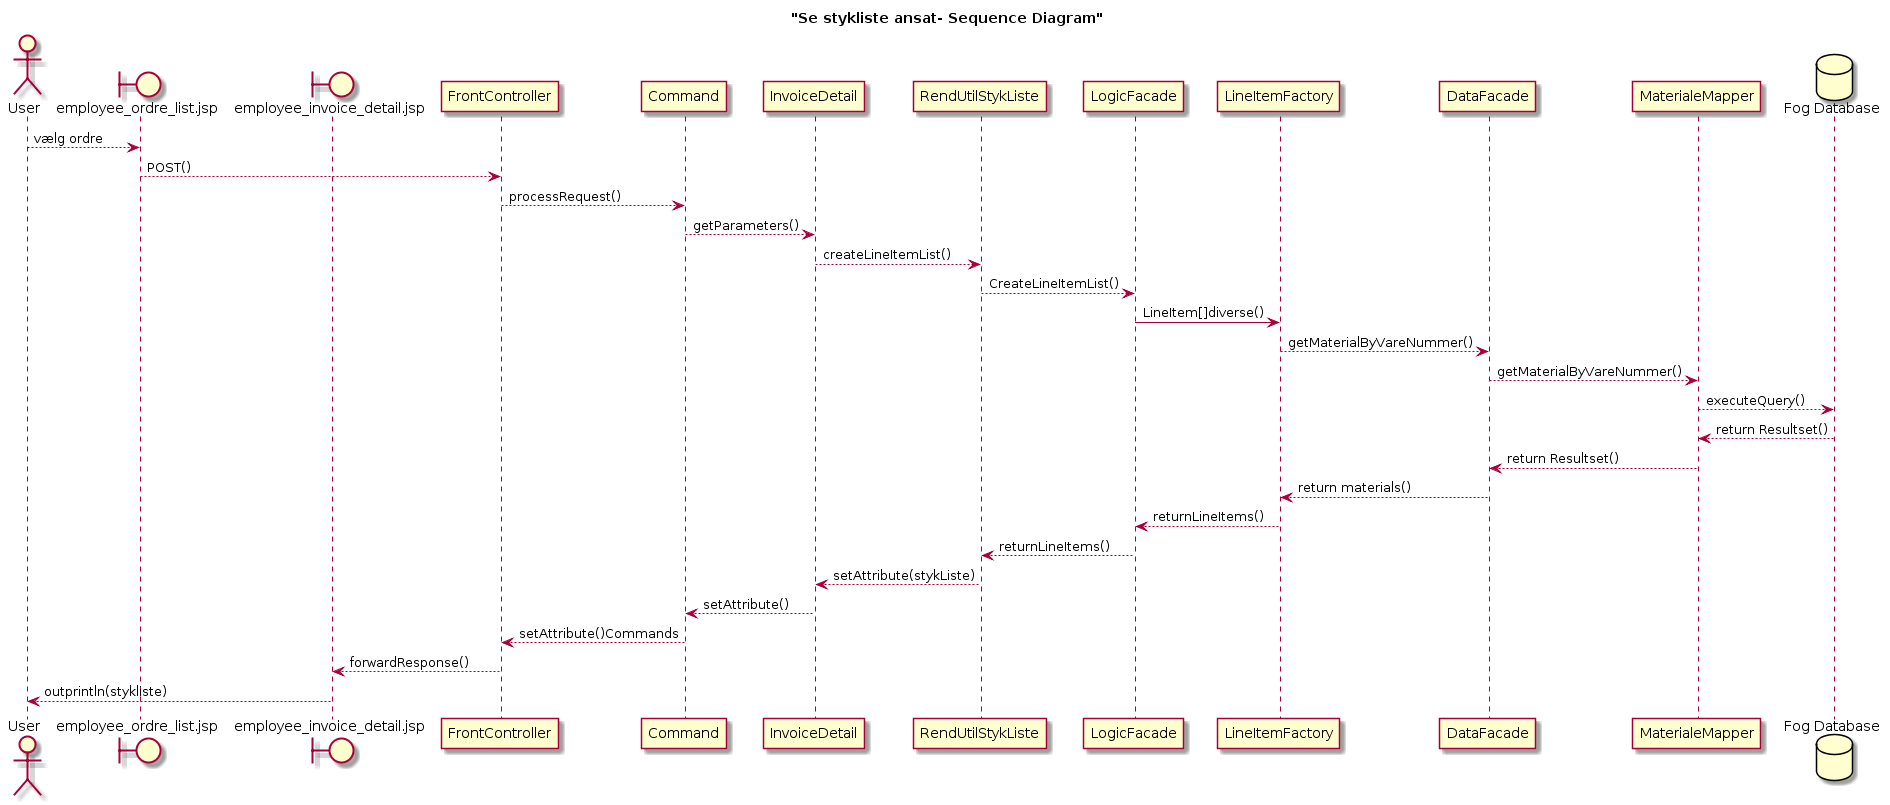 "Se stykliste ansat- Sequence Diagram"
User
employee_ordre_list.jsp
employee_invoice_detail.jsp
FrontController
Command
InvoiceDetail
RendUtilStykListe
LogicFacade
LineItemFactory
DataFacade
MaterialeMapper
Fog Database
vælg ordre
POST()
processRequest()
getParameters()
createLineItemList()
CreateLineItemList()
LineItem[]diverse()
getMaterialByVareNummer()
getMaterialByVareNummer()
executeQuery()
return Resultset()
return Resultset()
return materials()
returnLineItems()
returnLineItems()
setAttribute(stykListe)
setAttribute()
setAttribute()Commands
forwardResponse()
outprintln(stykliste)
User
employee_ordre_list.jsp
employee_invoice_detail.jsp
FrontController
Command
InvoiceDetail
RendUtilStykListe
LogicFacade
LineItemFactory
DataFacade
MaterialeMapper
Fog Database